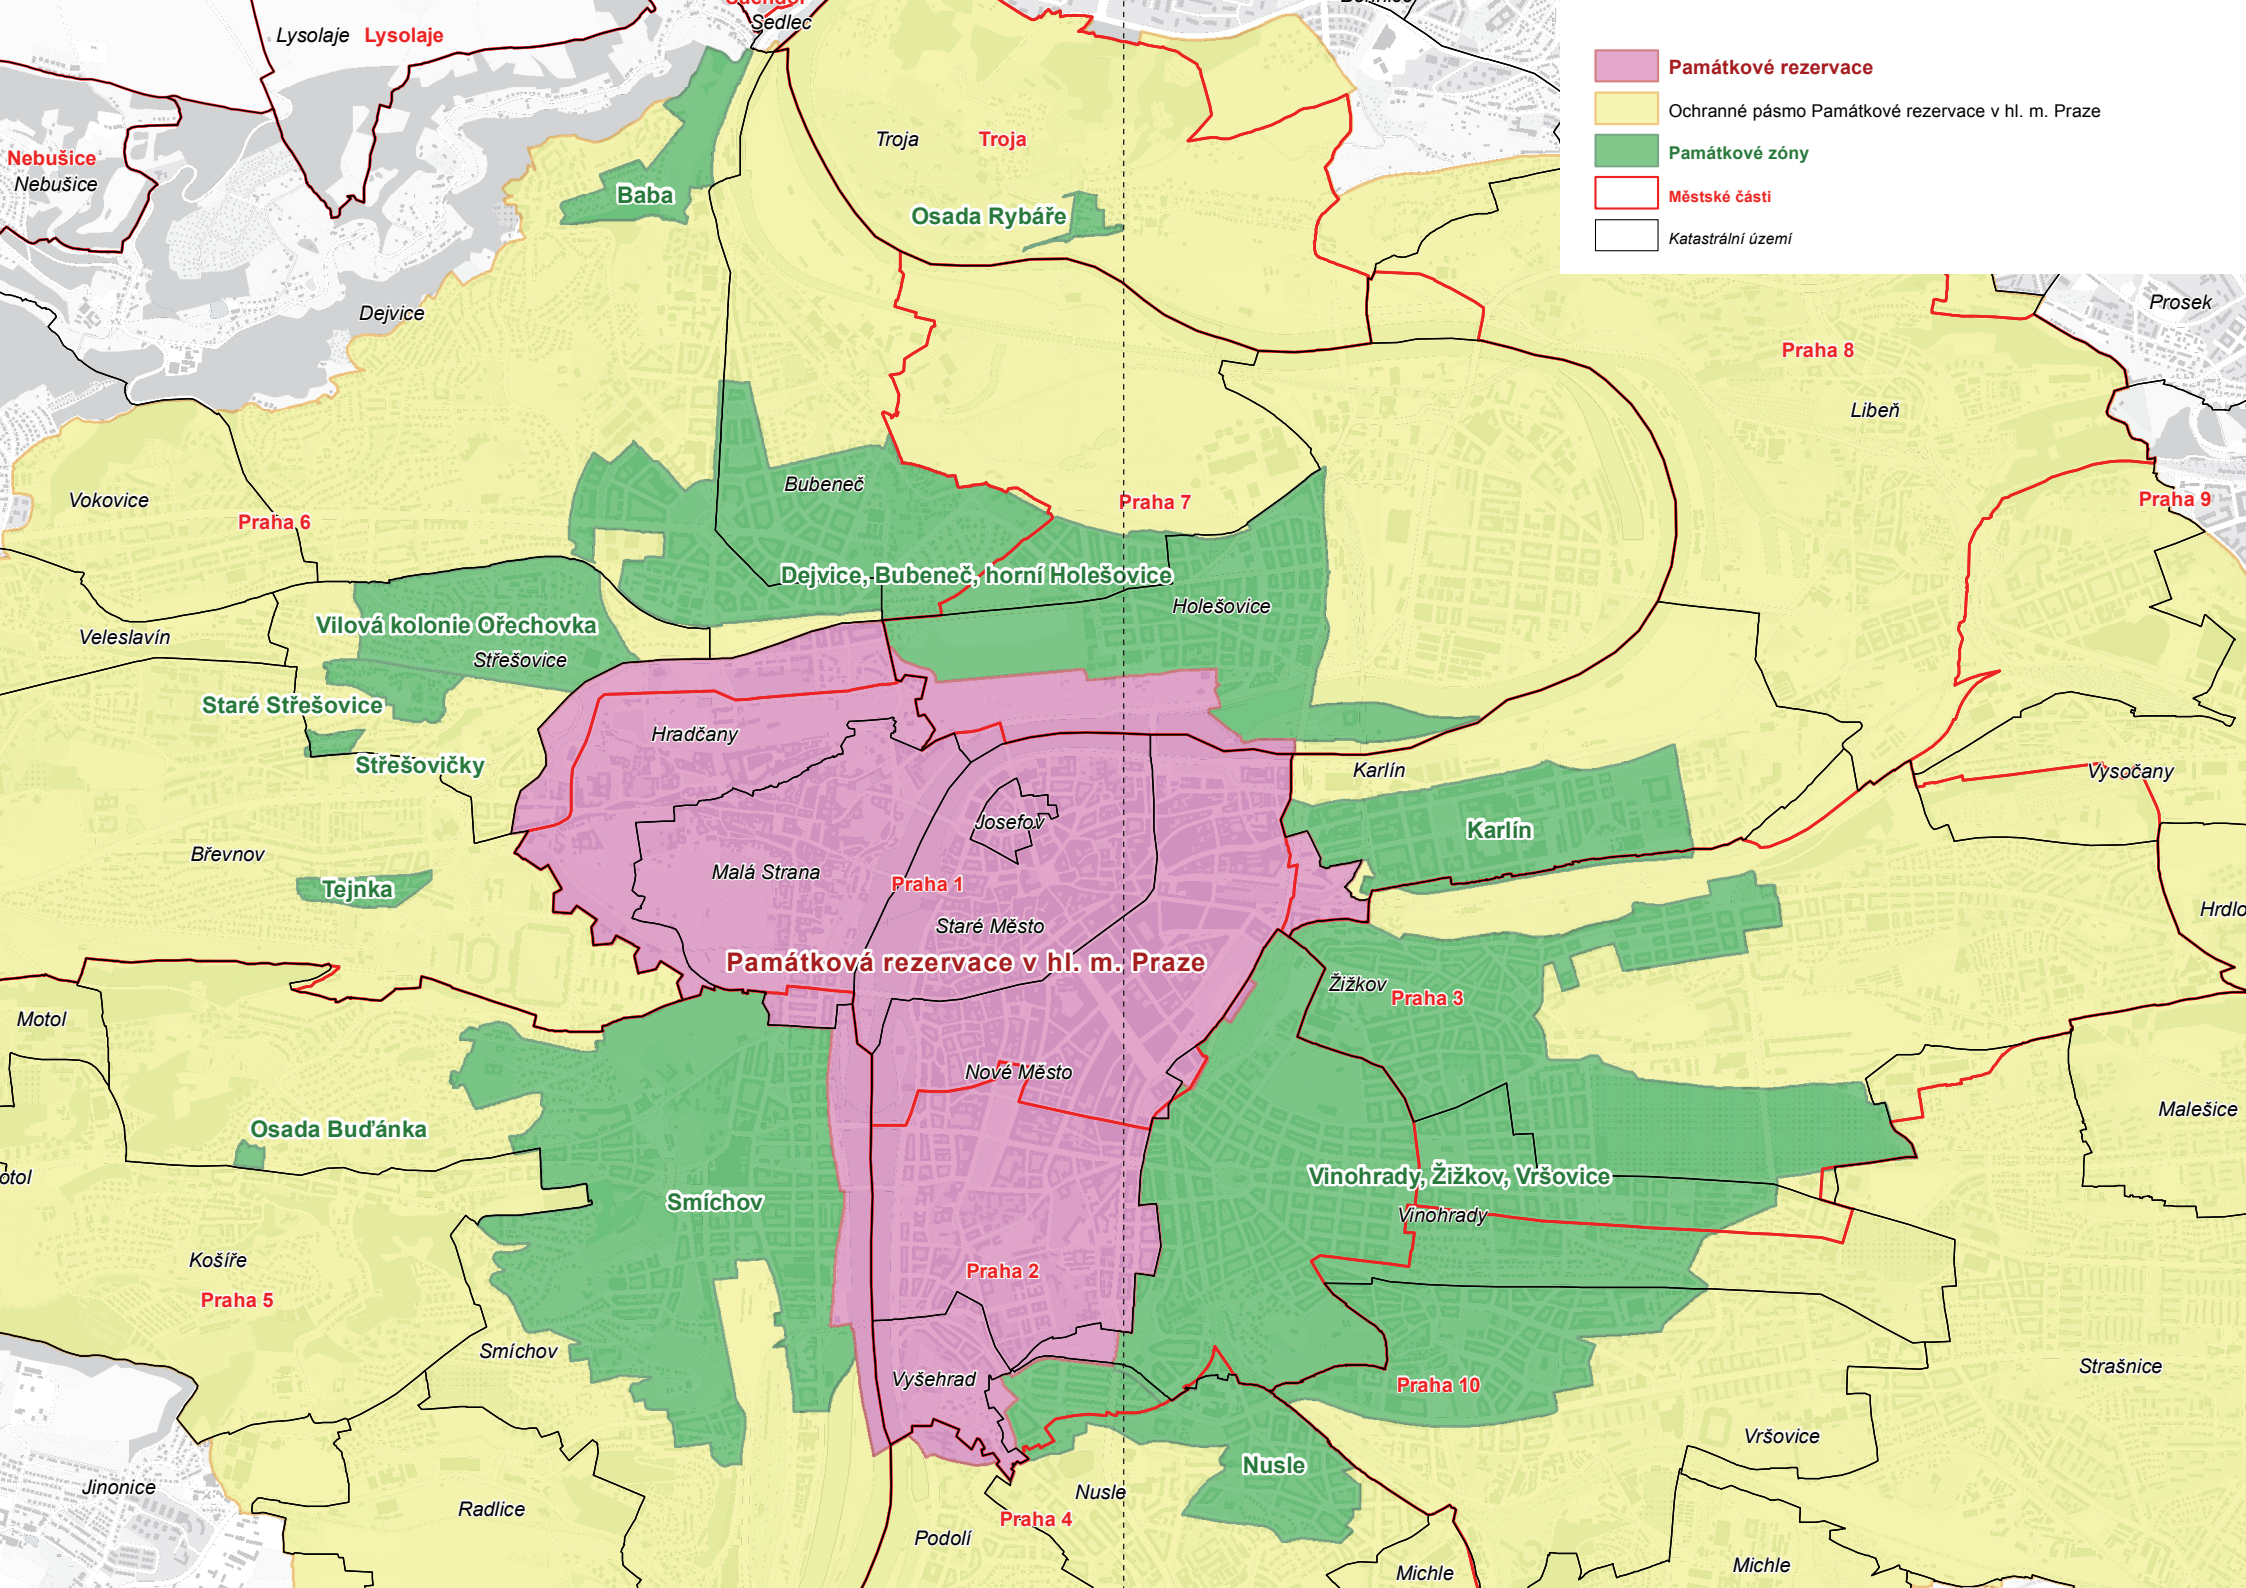 Suchdol
Sedlec
Lysolaje Lysolaje
Bohnice
Památkové rezervace
Ochranné pásmo Památkové rezervace v hl. m. Praze
Památkové zóny
Městské části
Katastrální území
Nebušice
Nebušice
Troja Troja
Baba
Osada Rybáře
Dejvice
Prosek
Praha 8
Libeň
Bubeneč
Vokovice
Praha 6
Praha 7
Praha 9
Dejvice, Bubeneč, horní Holešovice
Holešovice
Vilová kolonie Ořechovka
Veleslavín
Střešovice
Staré Střešovice
Hradčany
Střešovičky
Karlín
Vysočany
Josefov
Karlín
Břevnov
Malá Strana
Praha 1
Tejnka
Staré Město
Hrdlo
Památková rezervace v hl. m. Praze
Žižkov
Praha 3
Motol
Nové Město
Malešice
Osada Buďánka
otol
Vinohrady, Žižkov, Vršovice
Smíchov
Vinohrady
Košíře
Praha 2
Praha 5
Smíchov
Strašnice
Vyšehrad
Praha 10
Vršovice
Nusle
Jinonice
Nusle
Radlice
Praha 4
Podolí
Michle
Michle